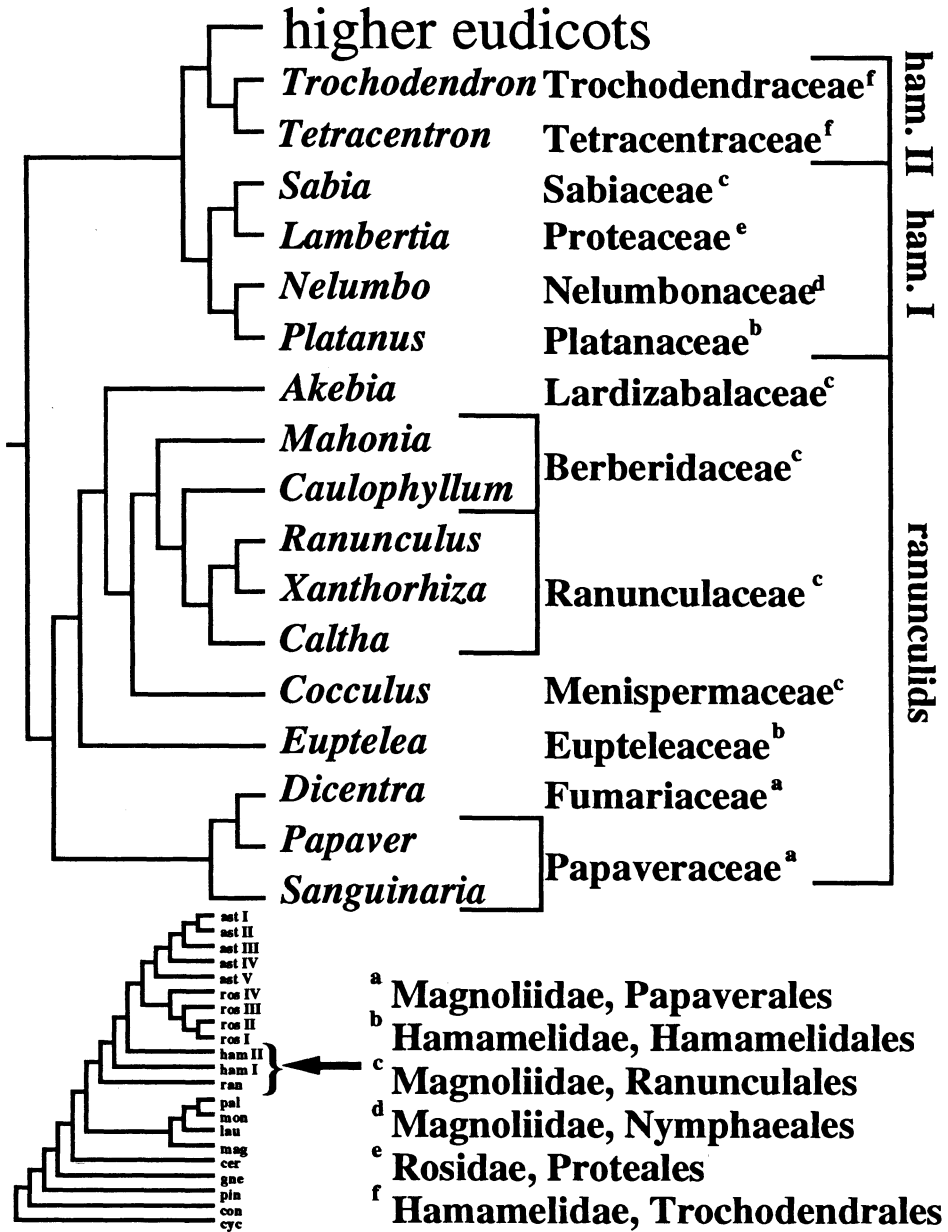 higher eudicots
Trochodendron Trochodendraceae f
Tetracentron Tetracentraceae f
Sabia Sabiaceae c
Lambertia Proteaceae e
Nelumbo Nelumbonaceae d
Platanus Platanaceae b
Akebia Lardizabalaceae c
Mahonia
Berberidaceae c
Caulophyllum
Ranunculus
Xanthorhiza Ranunculaceae c
Caltha
Cocculus Menispermaceae c
Euptelea Eupteleaceae b
Dicentra Fumariaceae a
Papaver
Papaveraceae a
Sanguinaria
ham. II
ham. I
ranunculids
ast I
ast II
ast III
ast IV
ast V
ros IV
ros III
ros II
ros I
ham II
ham I
ran
pal
mon
lau
mag
cer
gne
pin
con
cyc
a Magnoliidae, Papaverales
b Hamamelidae, Hamamelidales
c Magnoliidae, Ranunculales
d Magnoliidae, Nymphaeales
e Rosidae, Proteales
f Hamamelidae, Trochodendrales